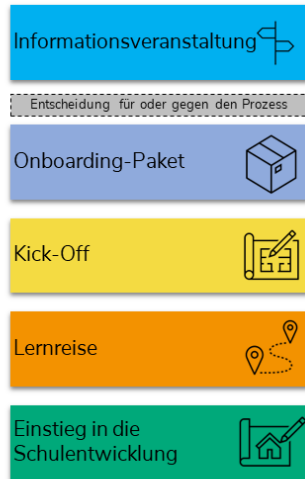 Informationsveranstaltung
Entscheidung für oder gegen den Prozess
Onboarding-Paket
Kick-Off
Lernreise
Einstieg in die
Schulentwicklung